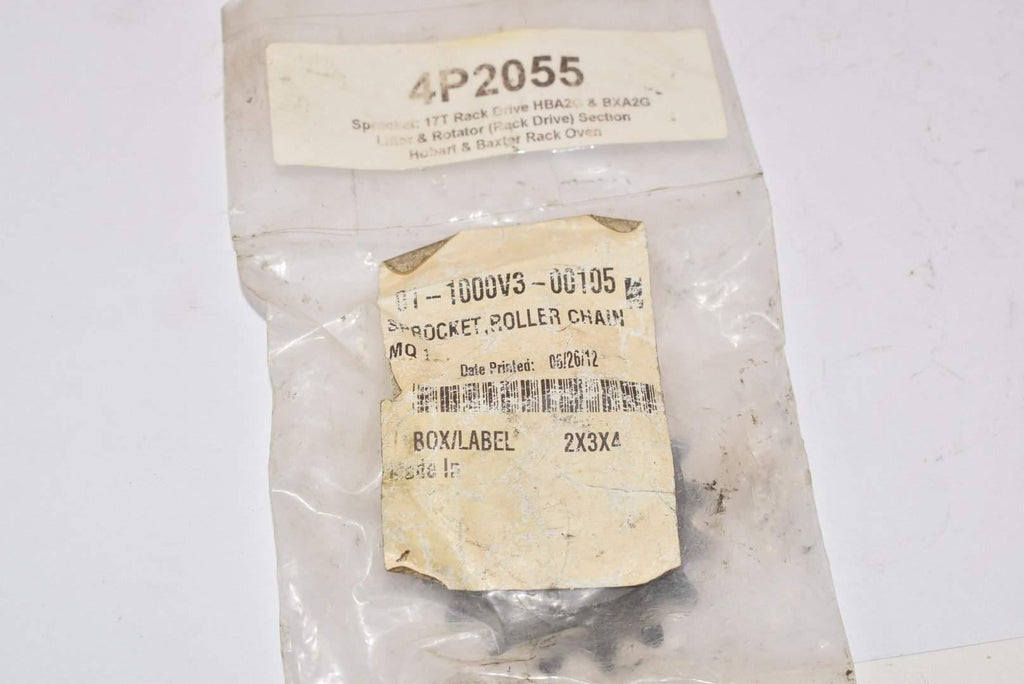 4P2055
Sprocket: 17T Rack Drive HBA2G & BXA2G
Lifter & Rotator (Rack Drive) Section
Hobart & Baxter Rack Oven
01-1000V3-00105
SPROCKET,ROLLER CHAIN
MQ 1
Date Printed: 06/26/12
BOX/LABEL 2X3X4
Made In